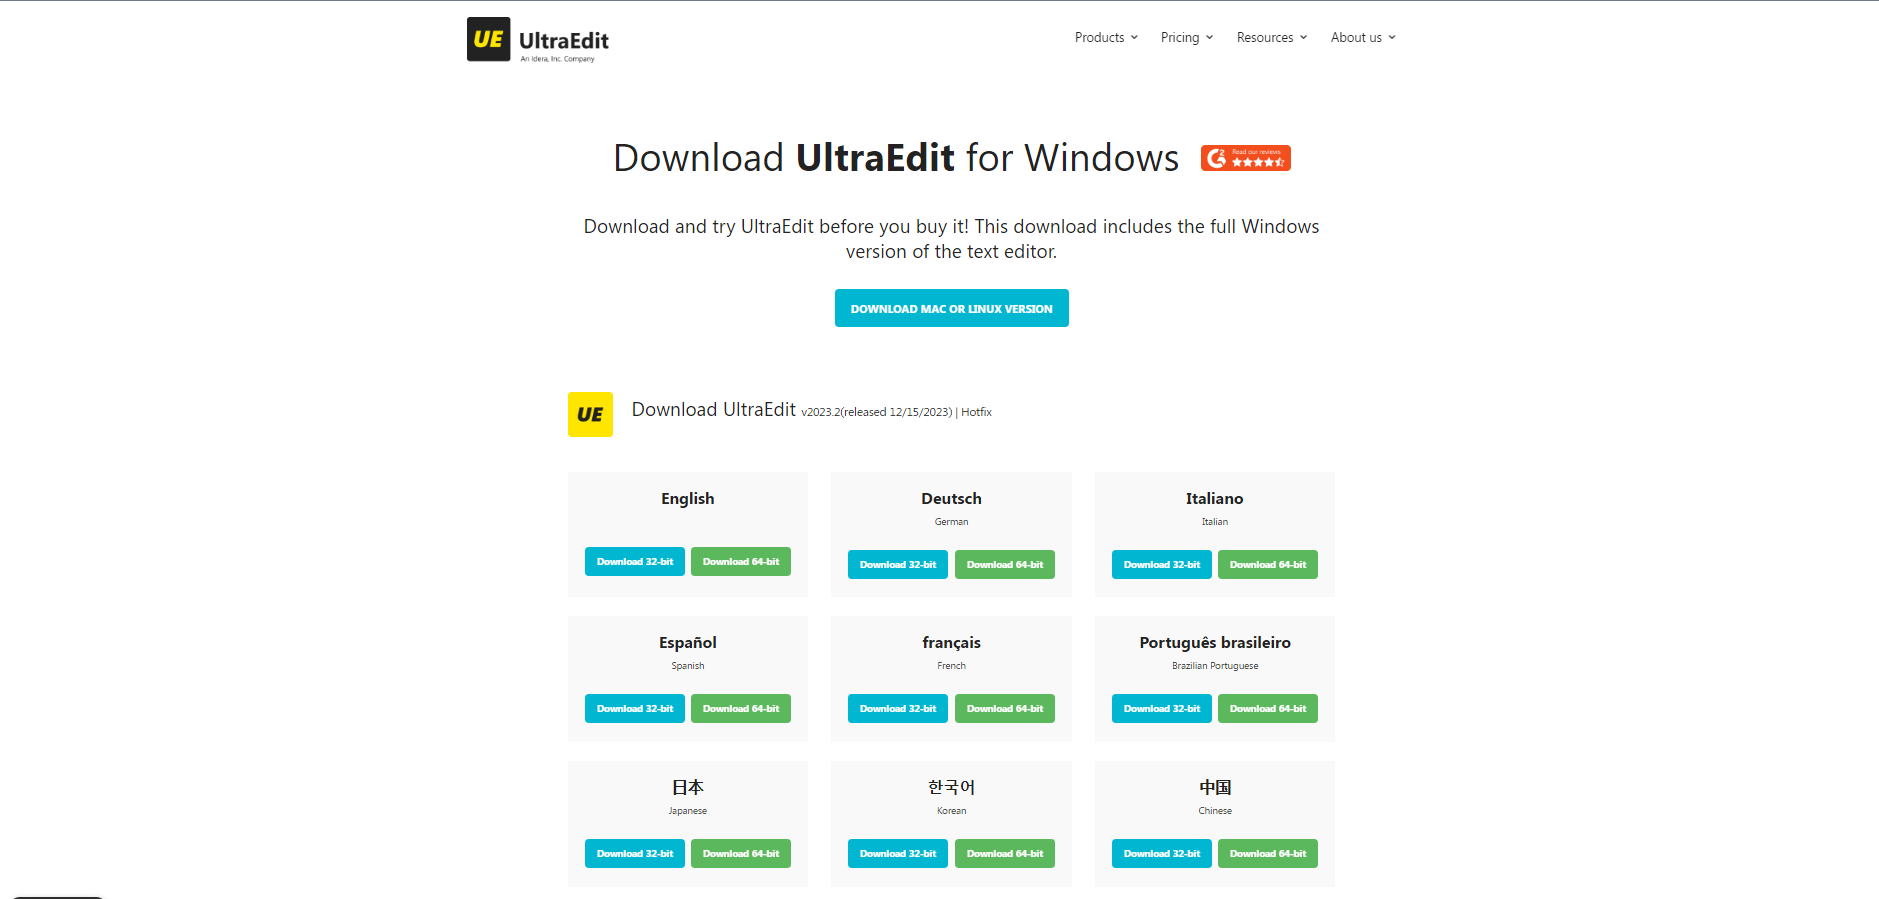 UE UltraEdit
An Idera, Inc. Company
Products Pricing Resources About us
Download UltraEdit for Windows
G2 Read our reviews
Download and try UltraEdit before you buy it! This download includes the full Windows
version of the text editor.
DOWNLOAD MAC OR LINUX VERSION
UE Download UltraEdit v2023.2(released 12/15/2023) | Hotfix
English
Download 32-bit Download 64-bit
Deutsch
German
Download 32-bit Download 64-bit
Italiano
Italian
Download 32-bit Download 64-bit
Español
Spanish
Download 32-bit Download 64-bit
français
French
Download 32-bit Download 64-bit
Português brasileiro
Brazilian Portuguese
Download 32-bit Download 64-bit
日本
Japanese
Download 32-bit Download 64-bit
한국어
Korean
Download 32-bit Download 64-bit
中国
Chinese
Download 32-bit Download 64-bit